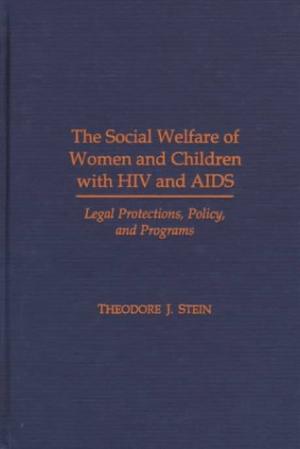 The Social Welfare of
Women and Children
with HIV and AIDS
Legal Protections, Policy,
and Programs
THEODORE J. STEIN